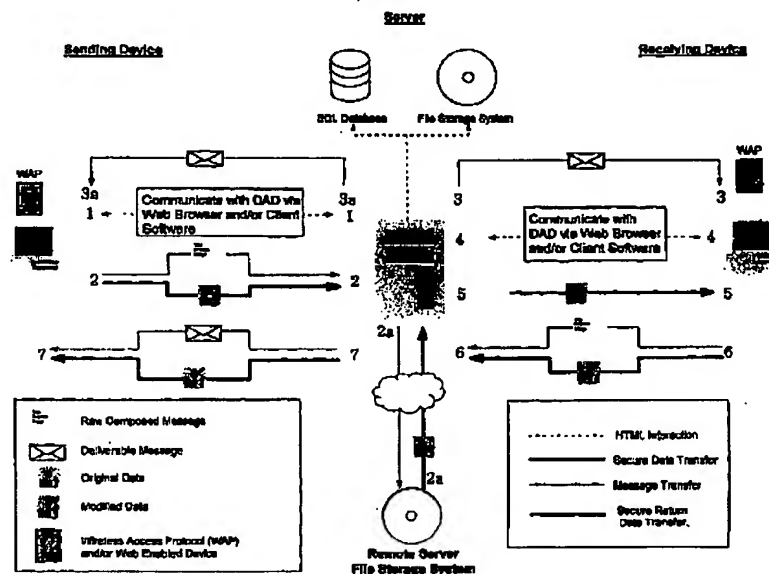 Server
Sending Device
Receiving Device
SQL Database
File Storage System
WAP
WAP
3a
3a
3
3
1
Communicate with DAD via
Web Browser and/or Client
Software
1
4
Communicate with
DAD via Web Browser
and/or Client Software
4
2
2
5
5
7
7
2a
6
6
2a
Raw Composed Message
Deliverable Message
Original Data
Modified Data
Wireless Access Protocol (WAP)
and/or Web Enabled Device
HTML Interaction
Secure Data Transfer
Message Transfer
Secure Return
Data Transfer
Remote Server
File Storage System